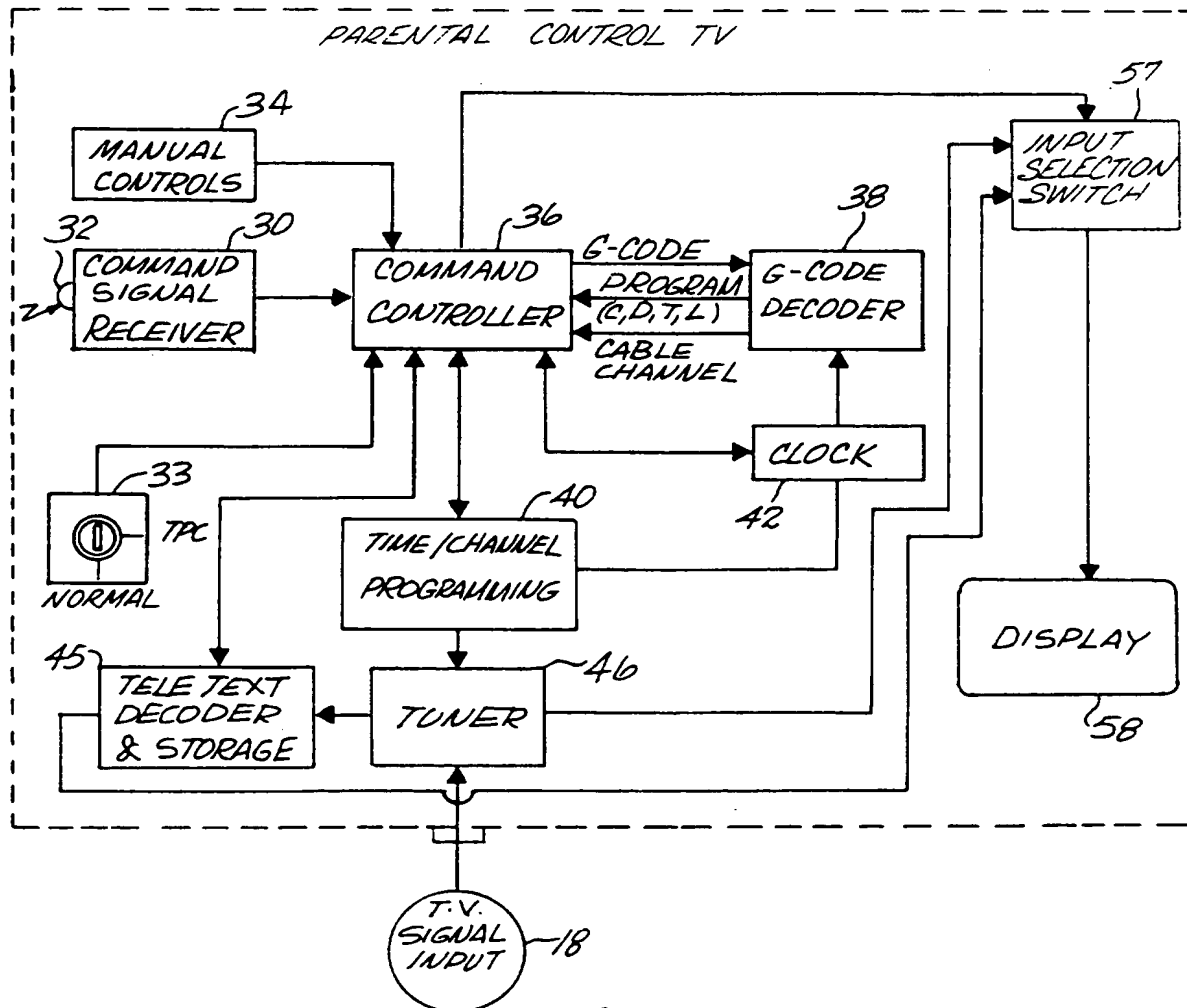 PARENTAL CONTROL TV
57
34
MANUAL
CONTROLS
INPUT
SELECTION
SWITCH
32
30
36
38
COMMAND
SIGNAL
RECEIVER
COMMAND
CONTROLLER
G-CODE
PROGRAM
(C,D,T,L)
CABLE
CHANNEL
G-CODE
DECODER
CLOCK
42
33
TPC
NORMAL
40
TIME/CHANNEL
PROGRAMMING
DISPLAY
58
45
TELE TEXT
DECODER
& STORAGE
46
TUNER
T.V.
SIGNAL
INPUT
18